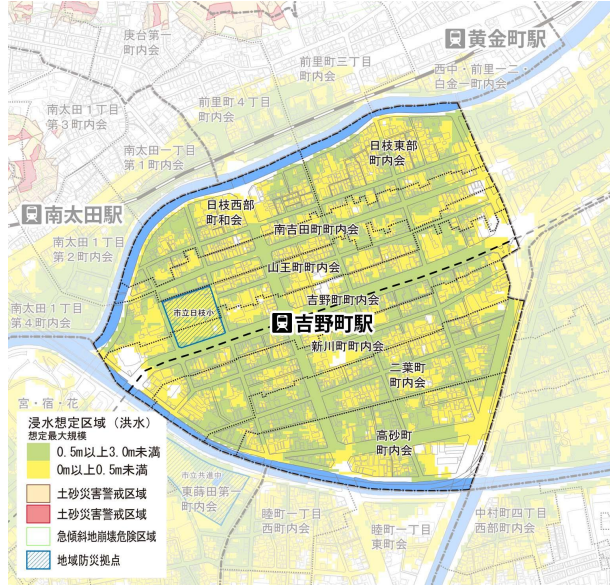 庚台第一
町内会
前里町三丁目
町内会
黄金町駅
西中・前里一二・
白金一町内会
南太田1丁目
第3町内会
前里町4丁目
町内会
南太田一丁目
第1町内会
日枝東部
町内会
南太田駅
日枝西部
町和会
南吉田町町内会
南太田1丁目
第2町内会
山王町町内会
吉野町町内会
南太田1丁目
第4町内会
市立日枝小
吉野町駅
新川町町内会
二葉町
町内会
宮・宿・花
高砂町
町内会
市立共進中
東蒔田第一
町内会
睦町一丁目
西町内会
睦町一丁目
東町会
中村町四丁目
西部町内会
浸水想定区域（洪水）
想定最大規模
0.5m以上3.0m未満
0m以上0.5m未満
土砂災害警戒区域
土砂災害警戒区域
急傾斜地崩壊危険区域
地域防災拠点